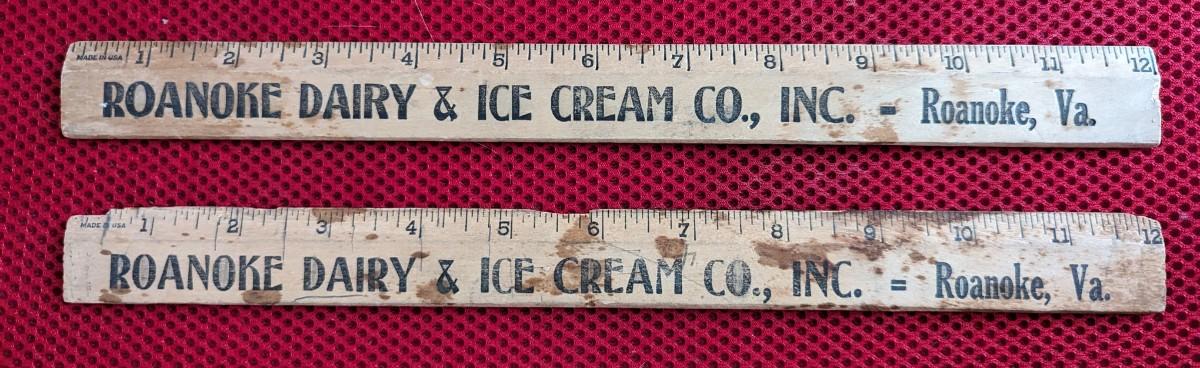 MADE IN USA 1 2 3 4 5 6 7 8 9 10 11 12
ROANOKE DAIRY & ICE CREAM CO., INC. = Roanoke, Va.
MADE IN USA 1 2 3 4 5 6 7 8 9 10 11 12
ROANOKE DAIRY & ICE CREAM CO., INC. = Roanoke, Va.